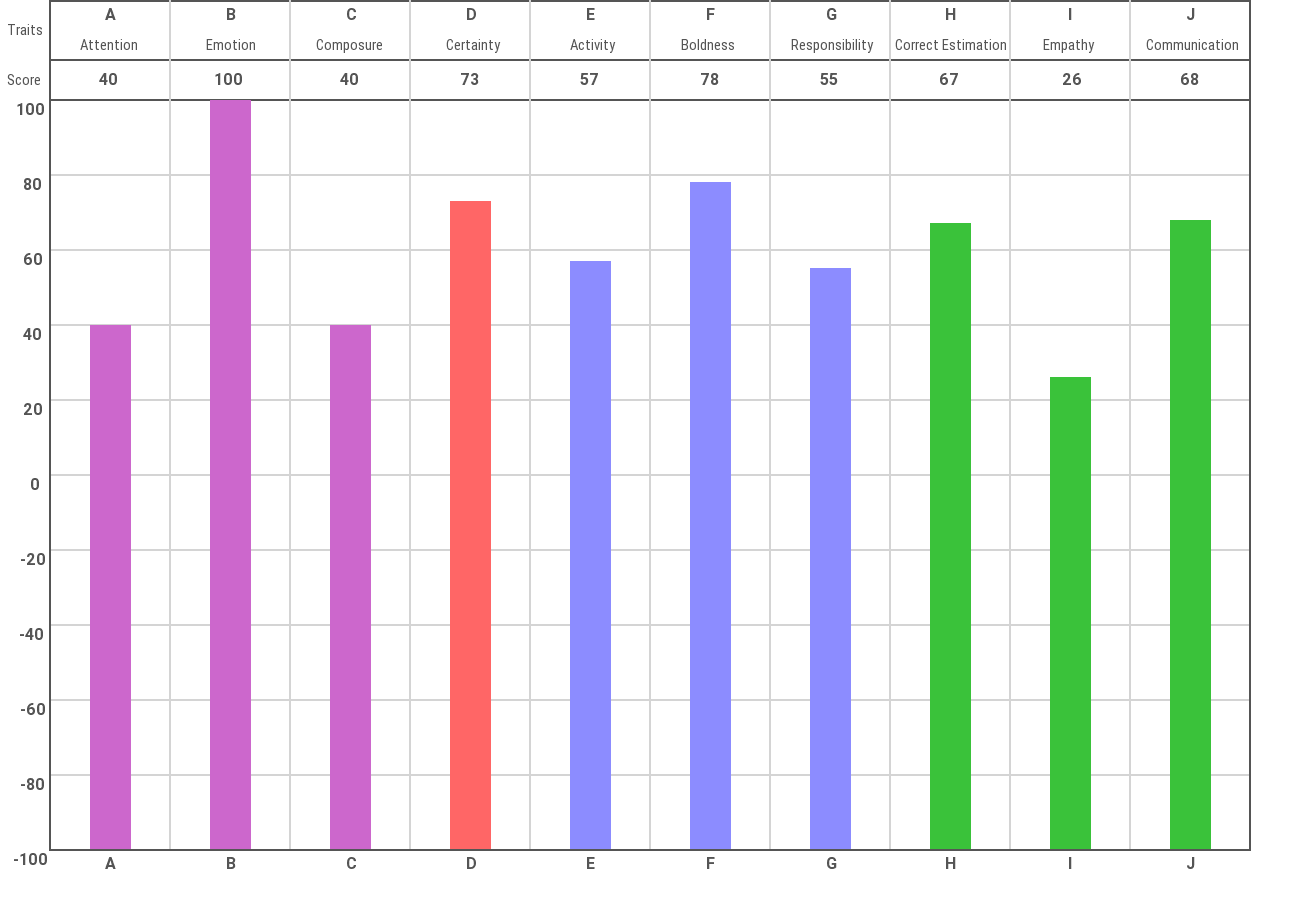 Traits A B C D E F G H I J
Attention Emotion Composure Certainty Activity Boldness Responsibility Correct Estimation Empathy Communication
Score 40 100 40 73 57 78 55 67 26 68
100
80
60
40
20
0
-20
-40
-60
-80
-100
A B C D E F G H I J